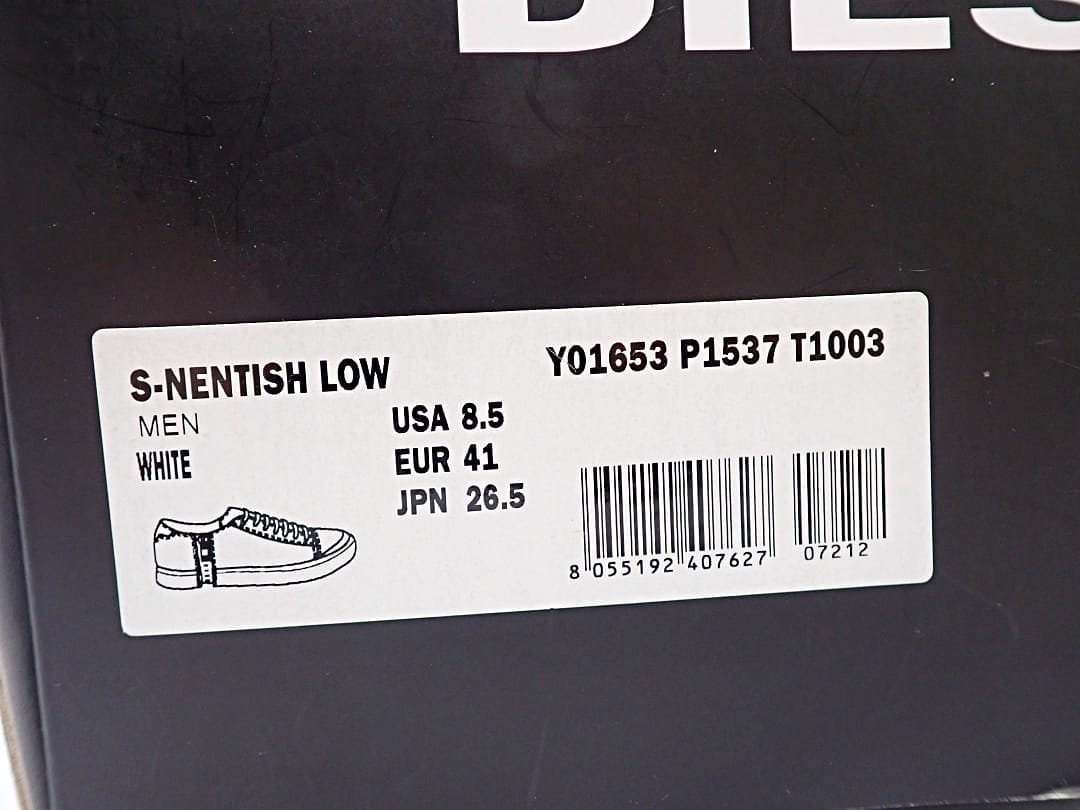 DIES
S-NENTISH LOW
Y01653 P1537 T1003
MEN
WHITE
USA 8.5
EUR 41
JPN 26.5
8 055192 407627
07212